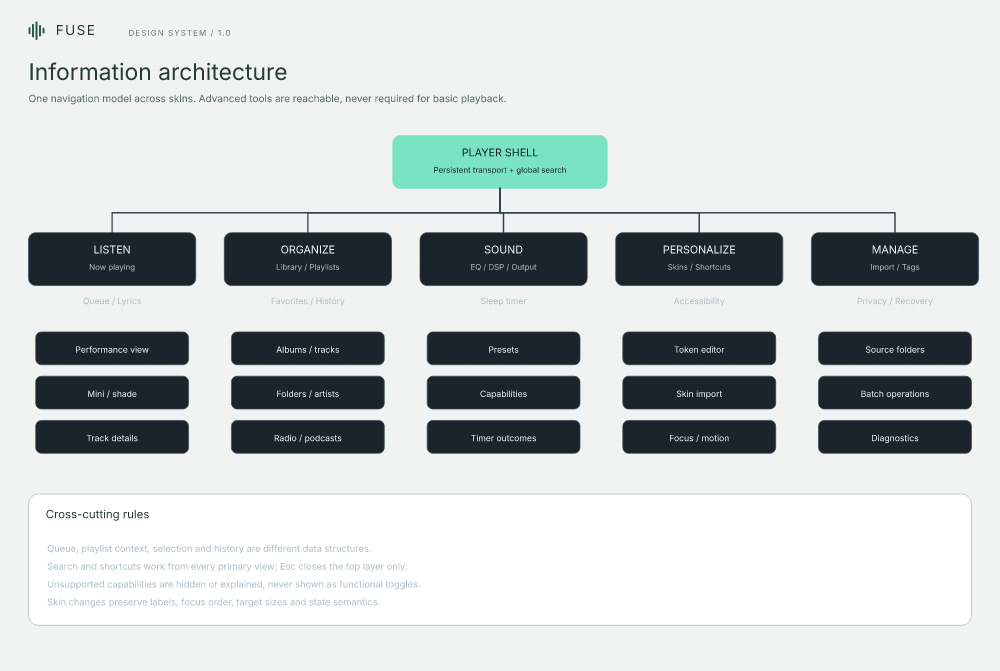 FUSE
DESIGN SYSTEM / 1.0
Information architecture
One navigation model across skins. Advanced tools are reachable, never required for basic playback.
PLAYER SHELL
Persistent transport + global search
LISTEN
Now playing
Queue / Lyrics
Performance view
Mini / shade
Track details
ORGANIZE
Library / Playlists
Favorites / History
Albums / tracks
Folders / artists
Radio / podcasts
SOUND
EQ / DSP / Output
Sleep timer
Presets
Capabilities
Timer outcomes
PERSONALIZE
Skins / Shortcuts
Accessibility
Token editor
Skin import
Focus / motion
MANAGE
Import / Tags
Privacy / Recovery
Source folders
Batch operations
Diagnostics
Cross-cutting rules
Queue, playlist context, selection and history are different data structures.
Search and shortcuts work from every primary view; Esc closes the top layer only.
Unsupported capabilities are hidden or explained, never shown as functional toggles.
Skin changes preserve labels, focus order, target sizes and state semantics.